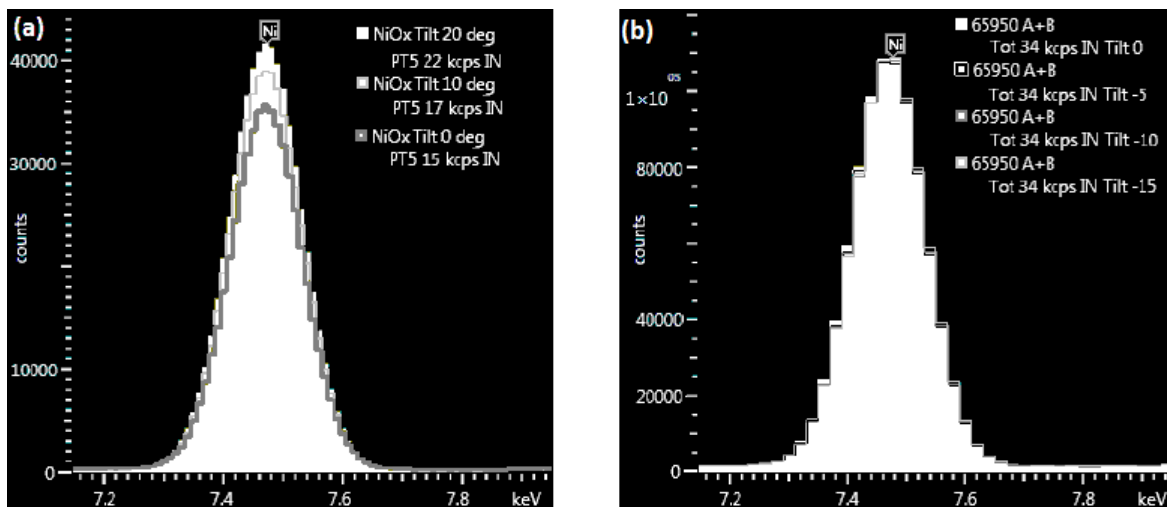 (a)
Ni
NiOx Tilt 20 deg
PT5 22 kcps IN
NiOx Tilt 10 deg
PT5 17 kcps IN
NiOx Tilt 0 deg
PT5 15 kcps IN
40000
30000
counts
10000
0
7.2 7.4 7.6 7.8 keV
(b)
Ni
65950 A+B
Tot 34 kcps IN Tilt 0
65950 A+B
Tot 34 kcps IN Tilt -5
65950 A+B
Tot 34 kcps IN Tilt -10
65950 A+B
Tot 34 kcps IN Tilt -15
05
1×10
80000
counts
40000
20000
0
7.2 7.4 7.6 7.8 keV